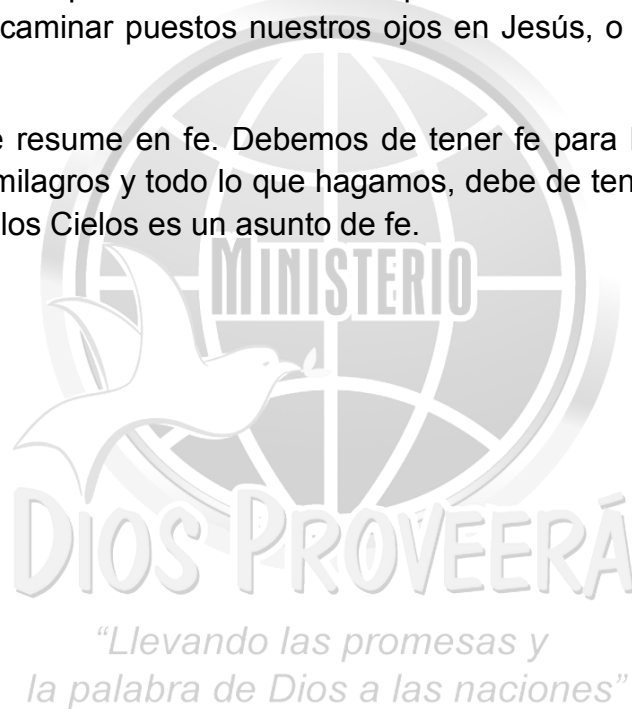 caminar puestos nuestros ojos en Jesús, o
resume en fe. Debemos de tener fe para
milagros y todo lo que hagamos, debe de ten
los Cielos es un asunto de fe.
MINISTERIO
DIOS PROVEERÁ
“Llevando las promesas y
la palabra de Dios a las naciones”